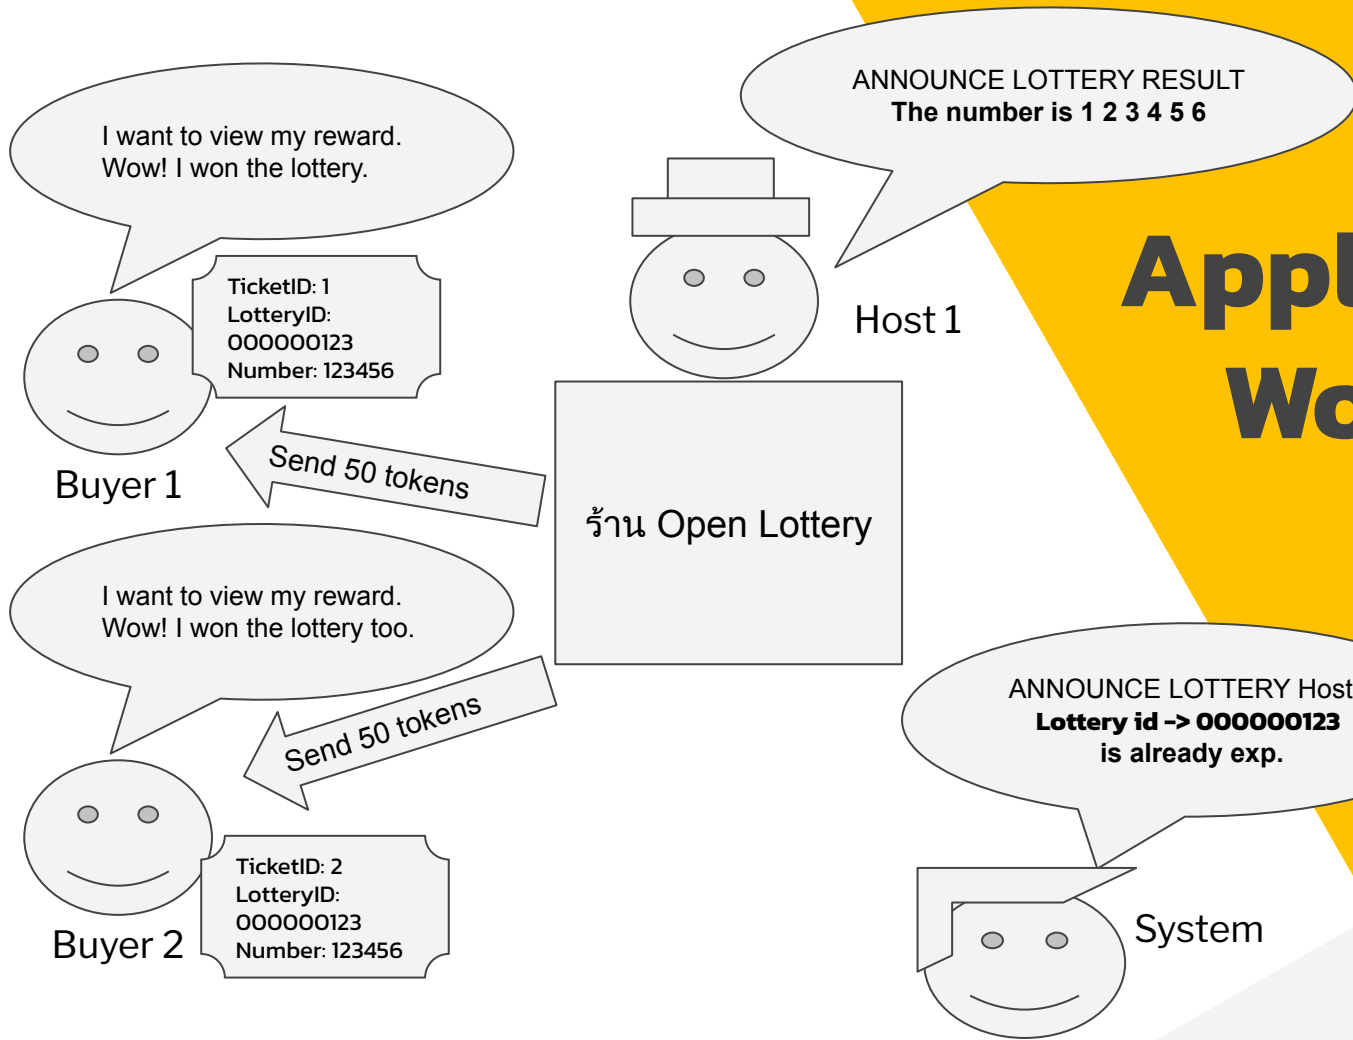 ANNOUNCE LOTTERY RESULT
The number is 1 2 3 4 5 6
I want to view my reward.
Wow! I won the lottery.
TicketID: 1
LotteryID:
000000123
Number: 123456
Host 1
Buyer 1
Send 50 tokens
ร้าน Open Lottery
I want to view my reward.
Wow! I won the lottery too.
Send 50 tokens
ANNOUNCE LOTTERY Host
Lottery id -> 000000123
is already exp.
TicketID: 2
LotteryID:
000000123
Number: 123456
Buyer 2
System